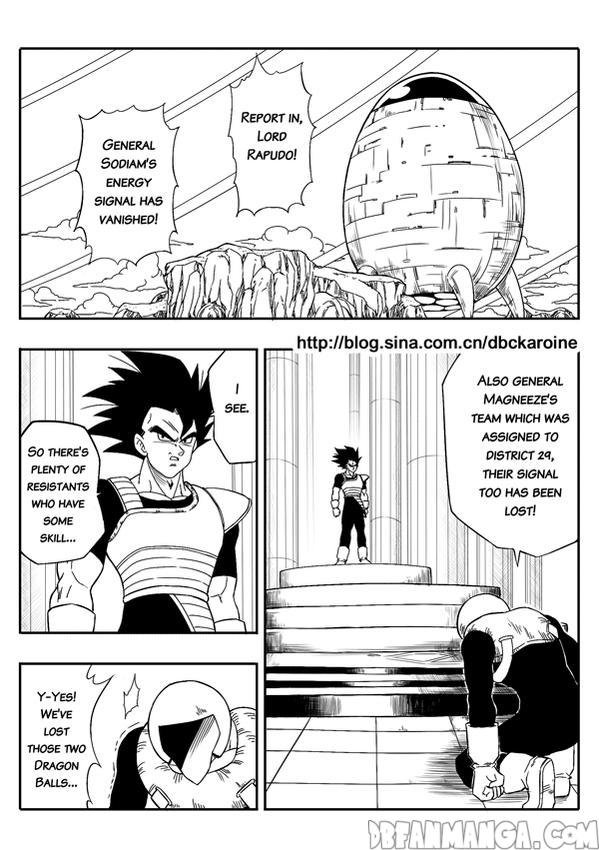 REPORT IN,
LORD
RAPUDO!
GENERAL
SODIAM'S
ENERGY
SIGNAL HAS
VANISHED!
http://blog.sina.com.cn/dbckaroine
ALSO GENERAL
MAGNEEZE'S
TEAM WHICH WAS
ASSIGNED TO
DISTRICT 29,
THEIR SIGNAL
TOO HAS BEEN
LOST!
I
SEE.
SO THERE'S
PLENTY OF
RESISTANTS
WHO HAVE
SOME
SKILL...
Y-YES!
WE'VE
LOST
THOSE TWO
DRAGON
BALLS...
DBFANMANGA.COM